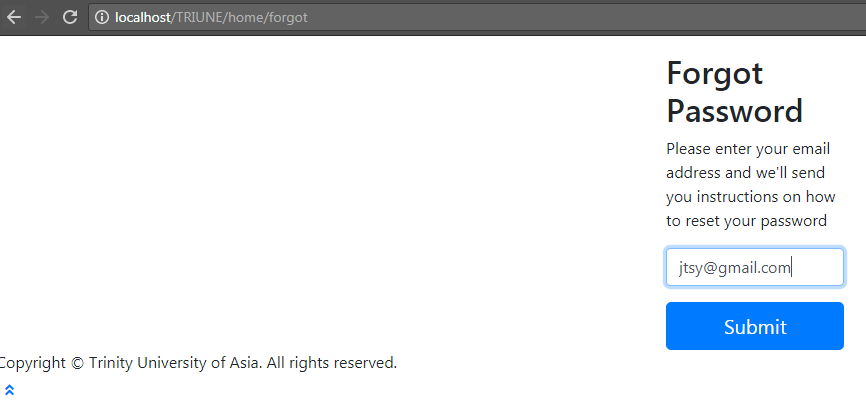 localhost/TRIUNE/home/forgot
Forgot
Password
Please enter your email
address and we'll send
you instructions on how
to reset your password
jtsy@gmail.com
Submit
Copyright © Trinity University of Asia. All rights reserved.